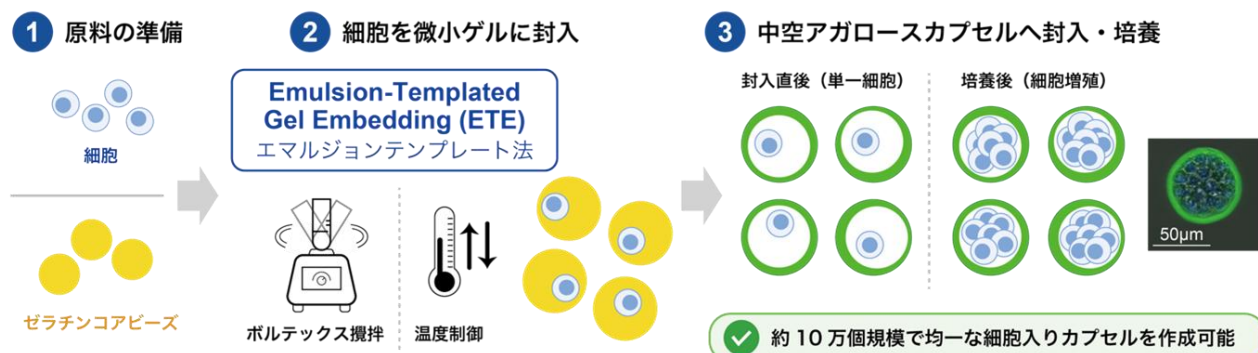 1 原料の準備
細胞
ゼラチンコアビーズ
2 細胞を微小ゲルに封入
Emulsion-Templated
Gel Embedding (ETE)
エマルジョンテンプレート法
ボルテックス攪拌
温度制御
3 中空アガロースカプセルへ封入・培養
封入直後（単一細胞）
培養後（細胞増殖）
50μm
約 10 万個規模で均一な細胞入りカプセルを作成可能